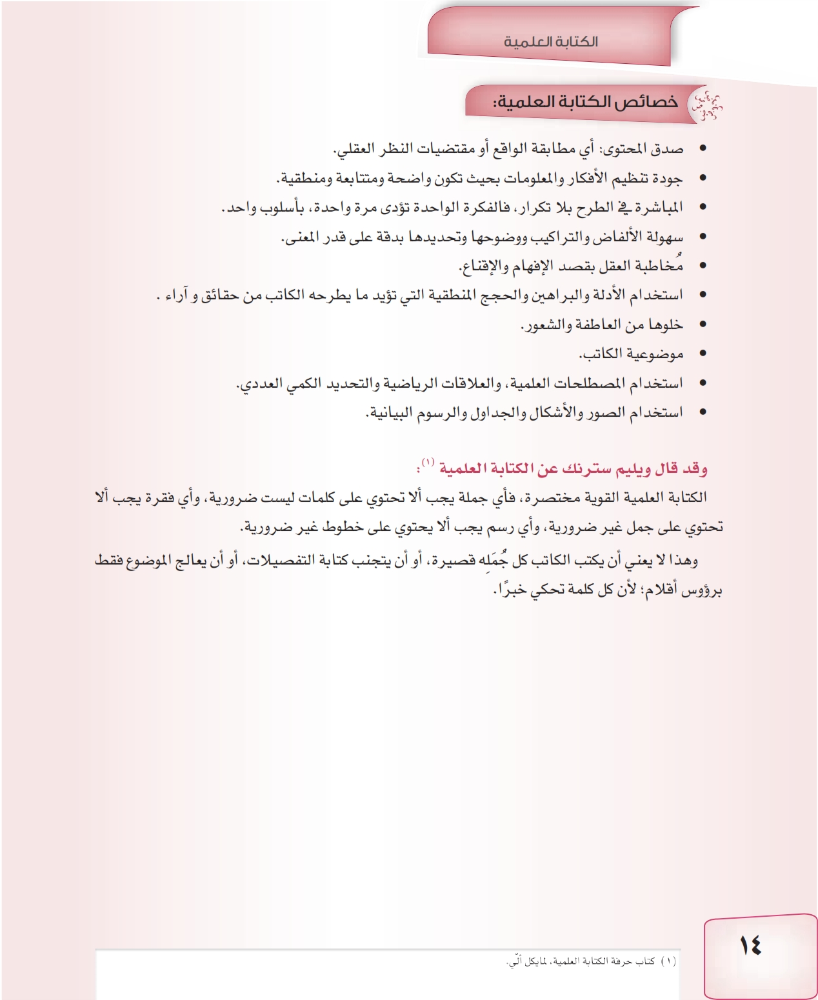 الكتابة العلمية
خصائص الكتابة العلمية:
• صدق المحتوى: أي مطابقة الواقع أو مقتضيات النظر العقلي.
• جودة تنظيم الأفكار والمعلومات بحيث تكون واضحة ومتتابعة ومنطقية.
• المباشرة في الطرح بلا تكرار، فالفكرة الواحدة تؤدى مرة واحدة، بأسلوب واحد.
• سهولة الألفاض والتراكيب ووضوحها وتحديدها بدقة على قدر المعنى.
• مُخاطبة العقل بقصد الإفهام والإقناع.
• استخدام الأدلة والبراهين والحجج المنطقية التي تؤيد ما يطرحه الكاتب من حقائق و آراء .
• خلوها من العاطفة والشعور.
• موضوعية الكاتب.
• استخدام المصطلحات العلمية، والعلاقات الرياضية والتحديد الكمي العددي.
• استخدام الصور والأشكال والجداول والرسوم البيانية.
وقد قال ويليم سترنك عن الكتابة العلمية (١):
الكتابة العلمية القوية مختصرة، فأي جملة يجب ألا تحتوي على كلمات ليست ضرورية، وأي فقرة يجب ألا
تحتوي على جمل غير ضرورية، وأي رسم يجب ألا يحتوي على خطوط غير ضرورية.
وهذا لا يعني أن يكتب الكاتب كل جُمَلِه قصيرة، أو أن يتجنب كتابة التفصيلات، أو أن يعالج الموضوع فقط
برؤوس أقلام؛ لأن كل كلمة تحكي خبرًا.
(١) كتاب حرفة الكتابة العلمية، لمايكل ألّي.
١٤